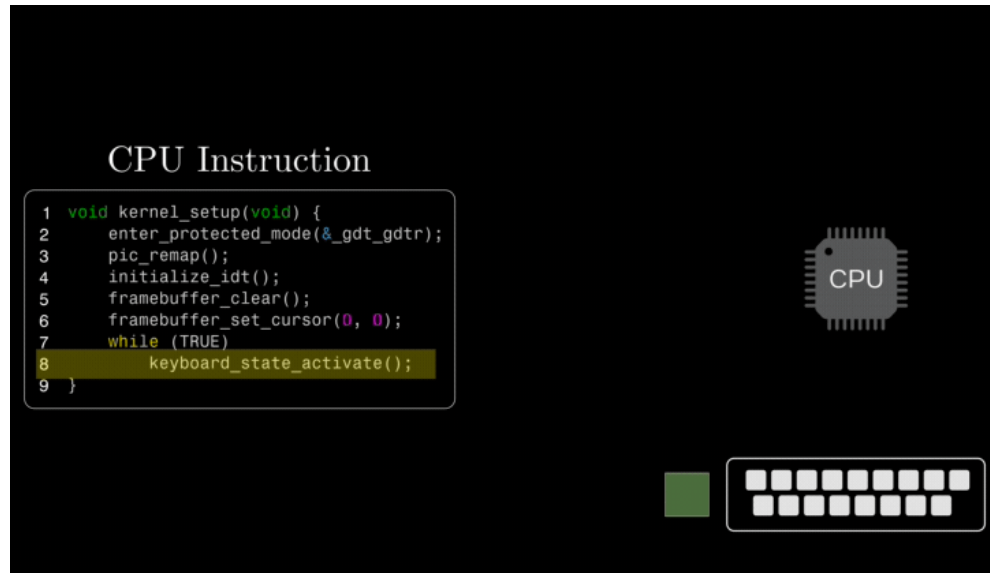 CPU Instruction
1 void kernel_setup(void) {
2     enter_protected_mode(&_gdt_gdtr);
3     pic_remap();
4     initialize_idt();
5     framebuffer_clear();
6     framebuffer_set_cursor(0, 0);
7     while (TRUE)
8         keyboard_state_activate();
9 }
CPU